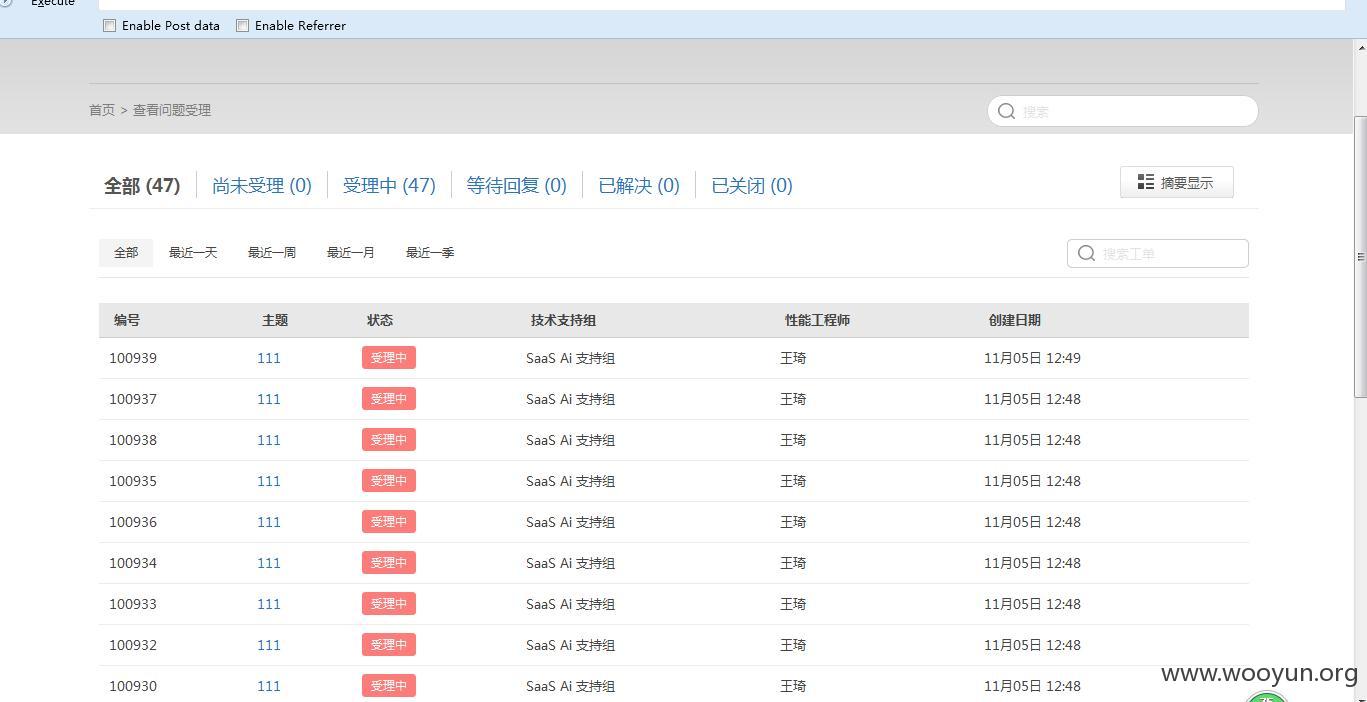 Execute
Enable Post data Enable Referrer
首页 > 查看问题受理 搜索
全部 (47) 尚未受理 (0) 受理中 (47) 等待回复 (0) 已解决 (0) 已关闭 (0) 摘要显示
全部 最近一天 最近一周 最近一月 最近一季 搜索工单
编号 主题 状态 技术支持组 性能工程师 创建日期
100939 111 受理中 SaaS Ai 支持组 王琦 11月05日 12:49
100937 111 受理中 SaaS Ai 支持组 王琦 11月05日 12:48
100938 111 受理中 SaaS Ai 支持组 王琦 11月05日 12:48
100935 111 受理中 SaaS Ai 支持组 王琦 11月05日 12:48
100936 111 受理中 SaaS Ai 支持组 王琦 11月05日 12:48
100934 111 受理中 SaaS Ai 支持组 王琦 11月05日 12:48
100933 111 受理中 SaaS Ai 支持组 王琦 11月05日 12:48
100932 111 受理中 SaaS Ai 支持组 王琦 11月05日 12:48
100930 111 受理中 SaaS Ai 支持组 王琦 11月05日 12:48
www.wooyun.org